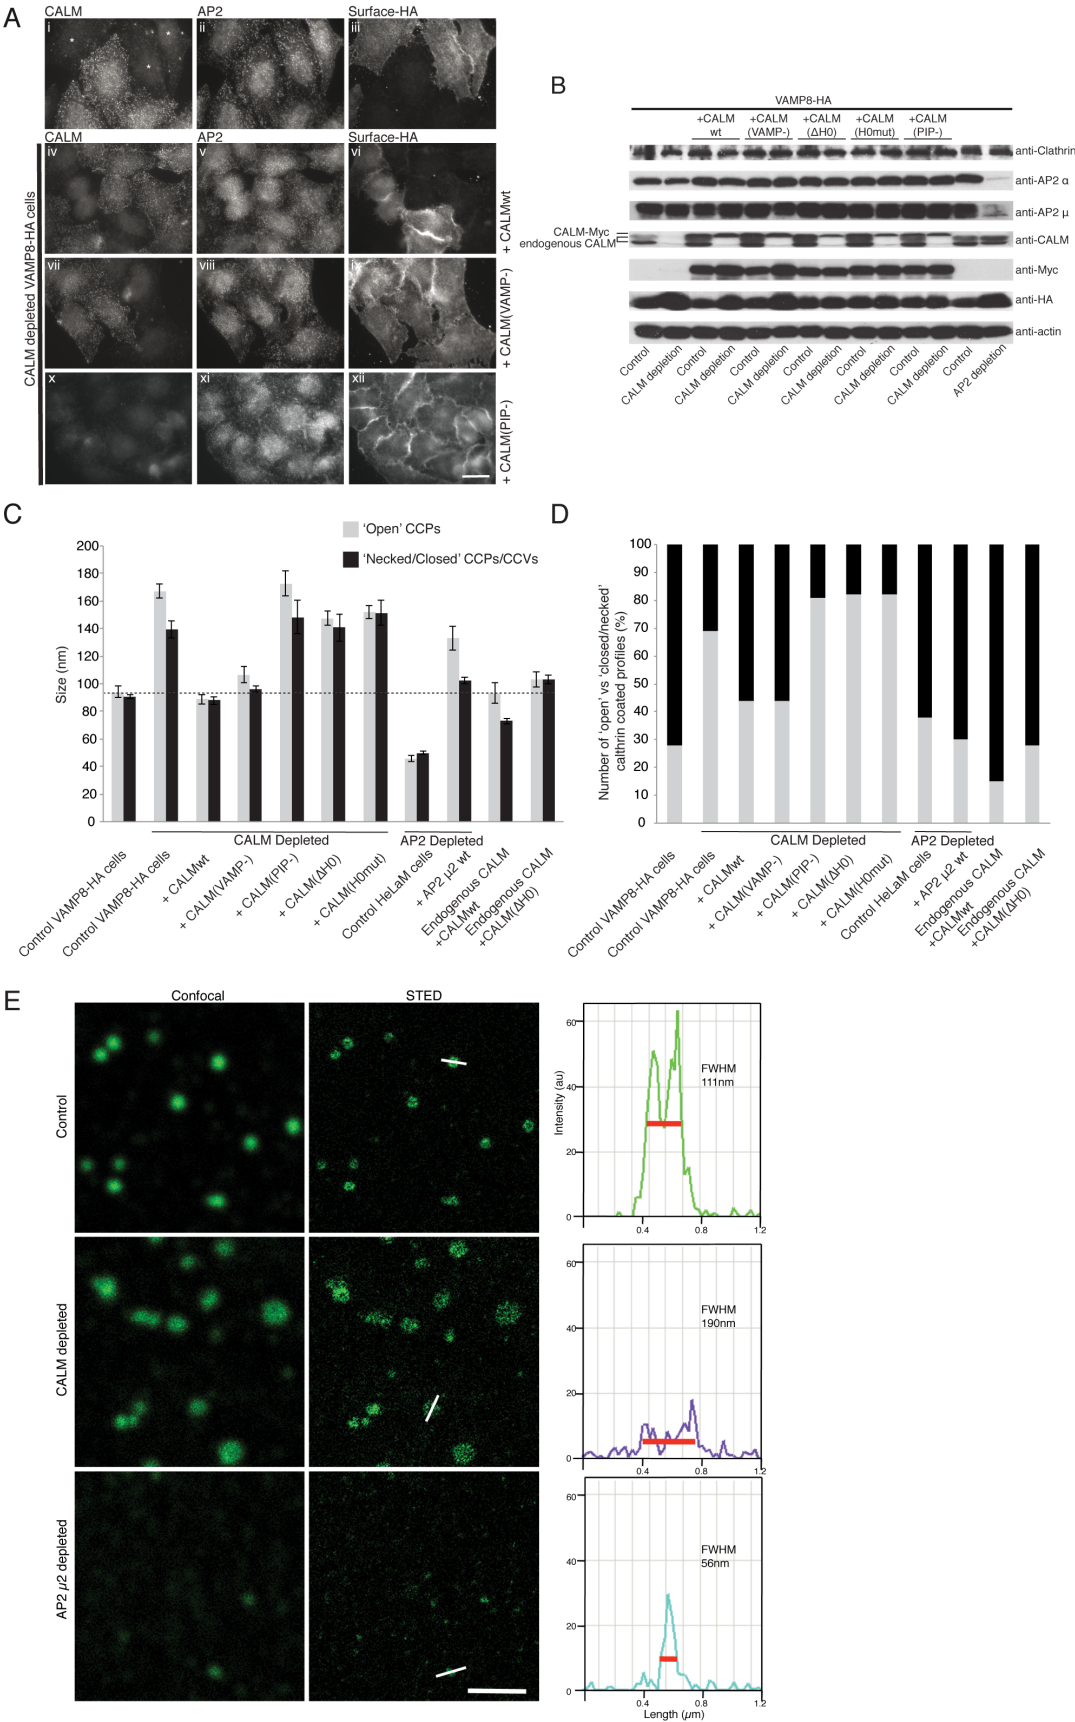 A
CALM
AP2
Surface-HA
i
ii
iii
CALM
AP2
Surface-HA
iv
v
vi
vii
viii
ix
x
xi
xii
CALM depleted VAMP8-HA cells
+ CALMwt
+ CALM(VAMP-)
+ CALM(PIP-)
B
VAMP8-HA
+CALM wt
+CALM (VAMP-)
+CALM (ΔH0)
+CALM (H0mut)
+CALM (PIP-)
anti-Clathrin
anti-AP2 α
anti-AP2 μ
CALM-Myc
endogenous CALM
anti-CALM
anti-Myc
anti-HA
anti-actin
Control
CALM depletion
Control
CALM depletion
Control
CALM depletion
Control
CALM depletion
Control
CALM depletion
Control
CALM depletion
Control
AP2 depletion
C
'Open' CCPs
'Necked/Closed' CCPs/CCVs
Size (nm)
200
180
160
140
120
100
80
60
40
20
0
CALM Depleted
AP2 Depleted
Control VAMP8-HA cells
Control VAMP8-HA cells
+ CALMwt
+ CALM(VAMP-)
+ CALM(PIP-)
+ CALM(ΔH0)
+ CALM(H0mut)
Control HeLaM cells
+ AP2 μ2 wt
Endogenous CALM
+CALMwt
Endogenous CALM
+CALM(ΔH0)
D
Number of 'open' vs 'closed/necked'
calthrin coated profiles (%)
100
90
80
70
60
50
40
30
20
10
0
CALM Depleted
AP2 Depleted
Control VAMP8-HA cells
Control VAMP8-HA cells
+ CALMwt
+ CALM(VAMP-)
+ CALM(PIP-)
+ CALM(ΔH0)
+ CALM(H0mut)
Control HeLaM cells
+ AP2 μ2 wt
Endogenous CALM
+CALMwt
Endogenous CALM
+CALM(ΔH0)
E
Confocal
STED
Control
CALM depleted
AP2 μ2 depleted
Intensity (au)
60
40
20
0
0.4
0.8
1.2
FWHM
111nm
60
40
20
0
0.4
0.8
1.2
FWHM
190nm
60
40
20
0
0.4
0.8
1.2
FWHM
56nm
Length (μm)